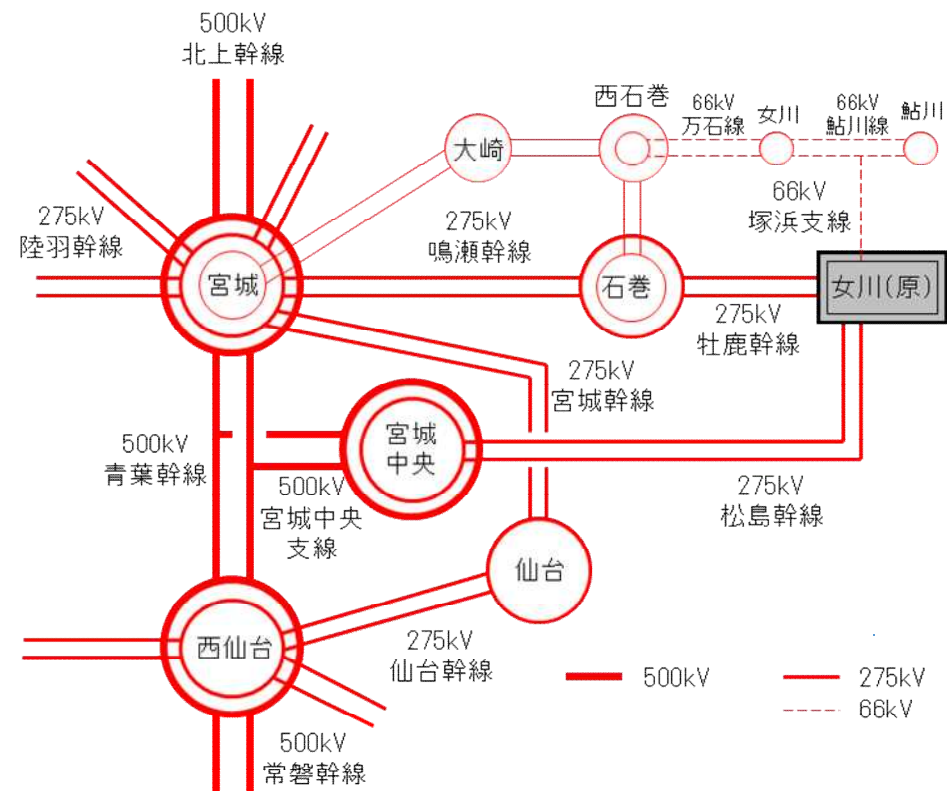 500kV
北上幹線
275kV
陸羽幹線
宮城
大崎
西石巻
66kV
万石線
女川
66kV
鮎川線
鮎川
66kV
塚浜支線
275kV
鳴瀬幹線
石巻
女川(原)
275kV
牡鹿幹線
275kV
宮城幹線
500kV
青葉幹線
宮城
中央
500kV
宮城中央
支線
275kV
松島幹線
仙台
西仙台
275kV
仙台幹線
500kV
常磐幹線
500kV
275kV
66kV